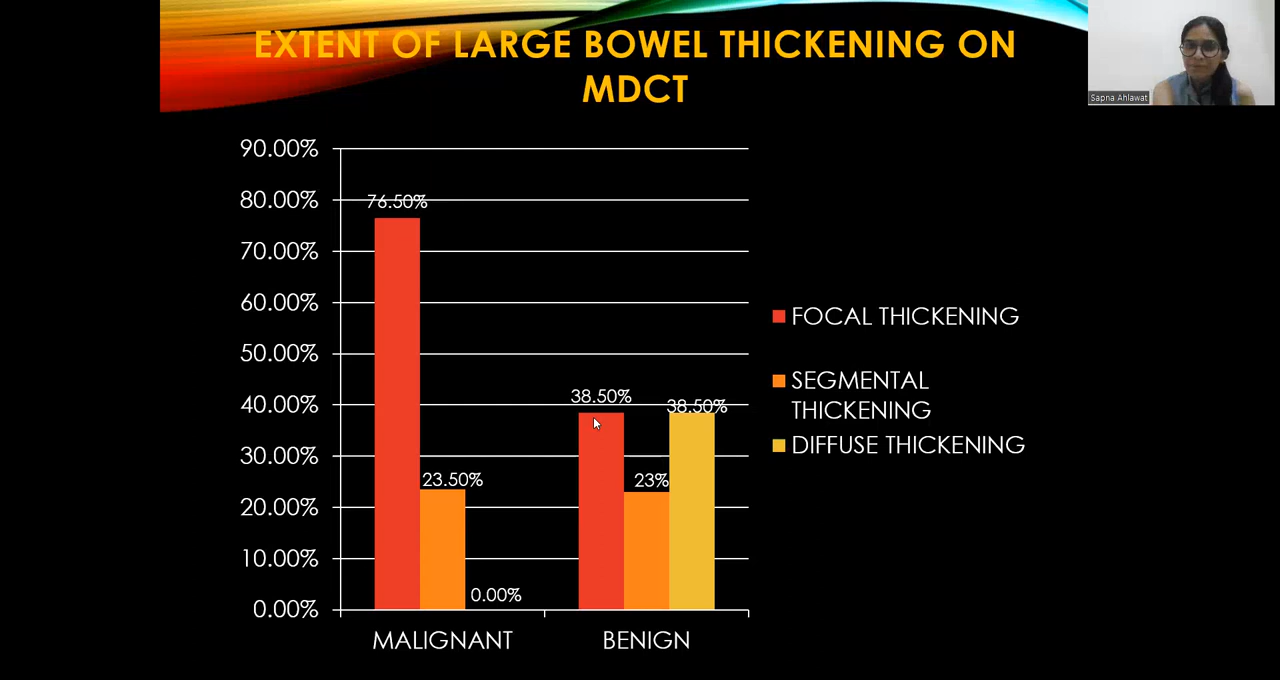 EXTENT OF LARGE BOWEL THICKENING ON
MDCT
Sapna Ahlawat
90.00%
80.00%
70.00%
60.00%
50.00%
40.00%
30.00%
20.00%
10.00%
0.00%
76.50%
23.50%
0.00%
38.50%
23%
38.50%
MALIGNANT
BENIGN
FOCAL THICKENING
SEGMENTAL
THICKENING
DIFFUSE THICKENING